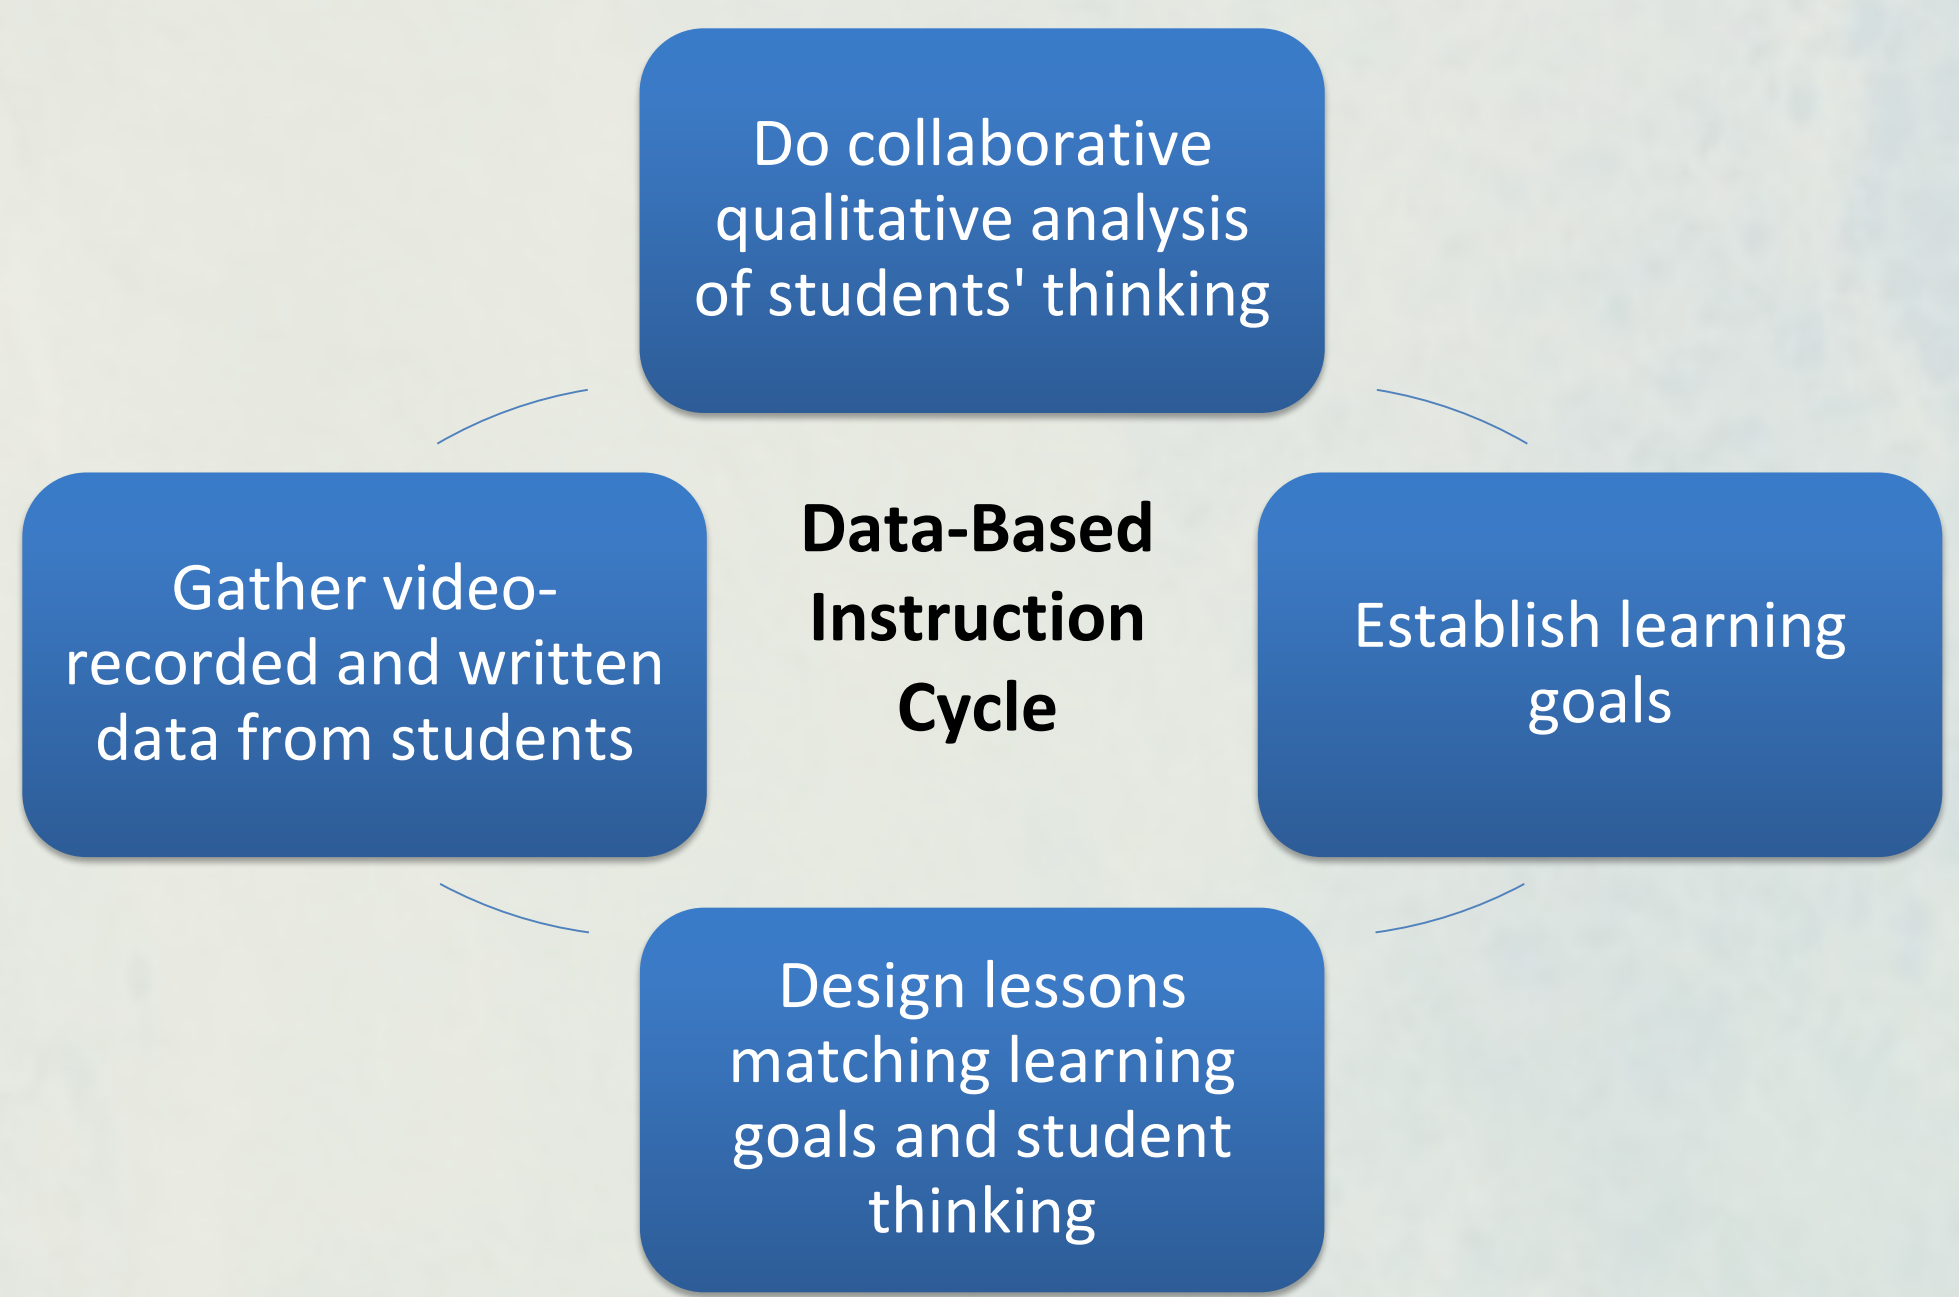 Do collaborative
qualitative analysis
of students' thinking
Gather video-
recorded and written
data from students
Data-Based
Instruction
Cycle
Establish learning
goals
Design lessons
matching learning
goals and student
thinking